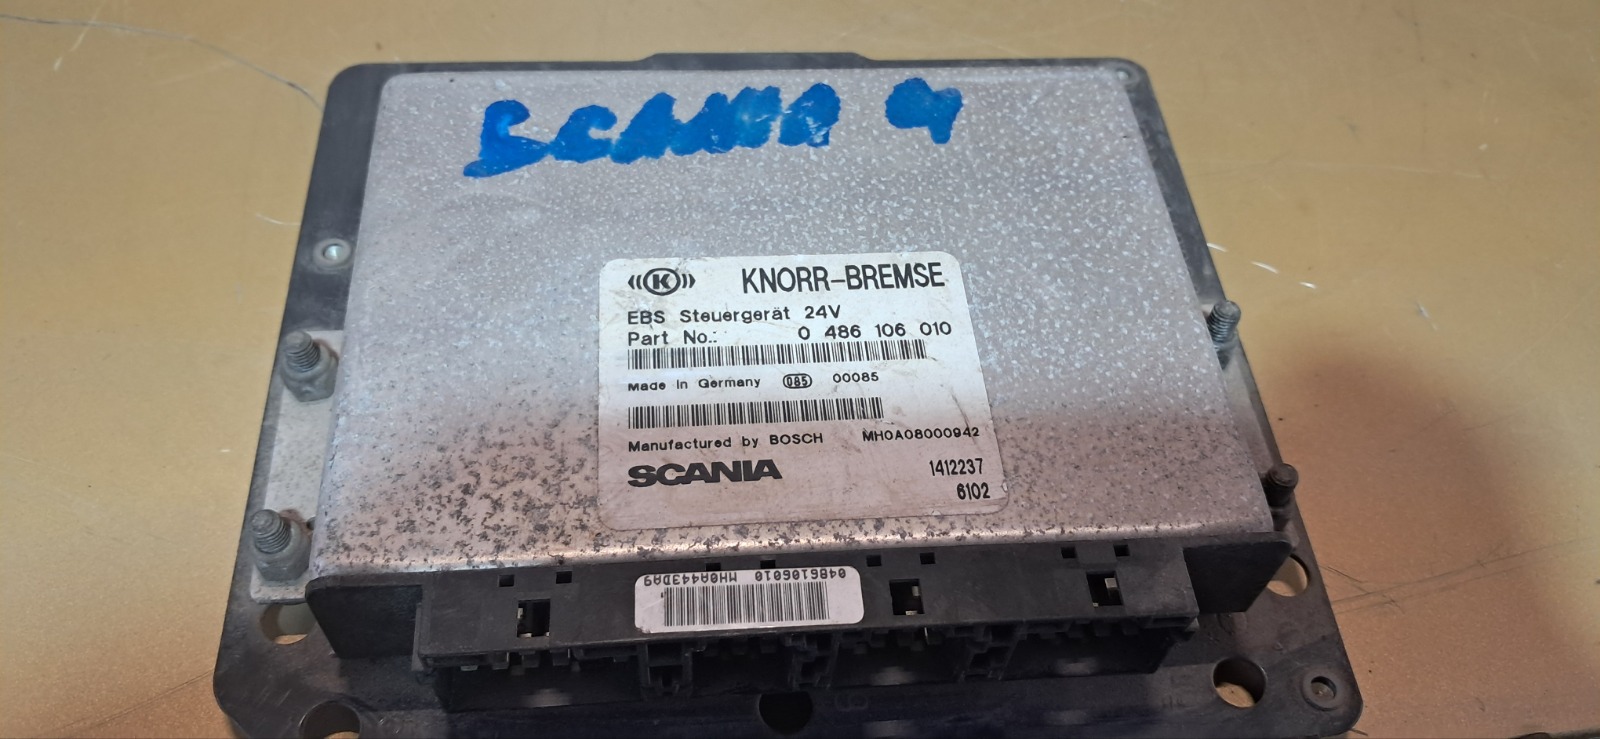 SCANIA 4
K KNORR-BREMSE
EBS Steuergerät 24V
Part No.: 0 486 106 010
Made in Germany 085 00085
Manufactured by BOSCH MH0A08000942
SCANIA 1412237
6102
0486106010 MH0A443DA9